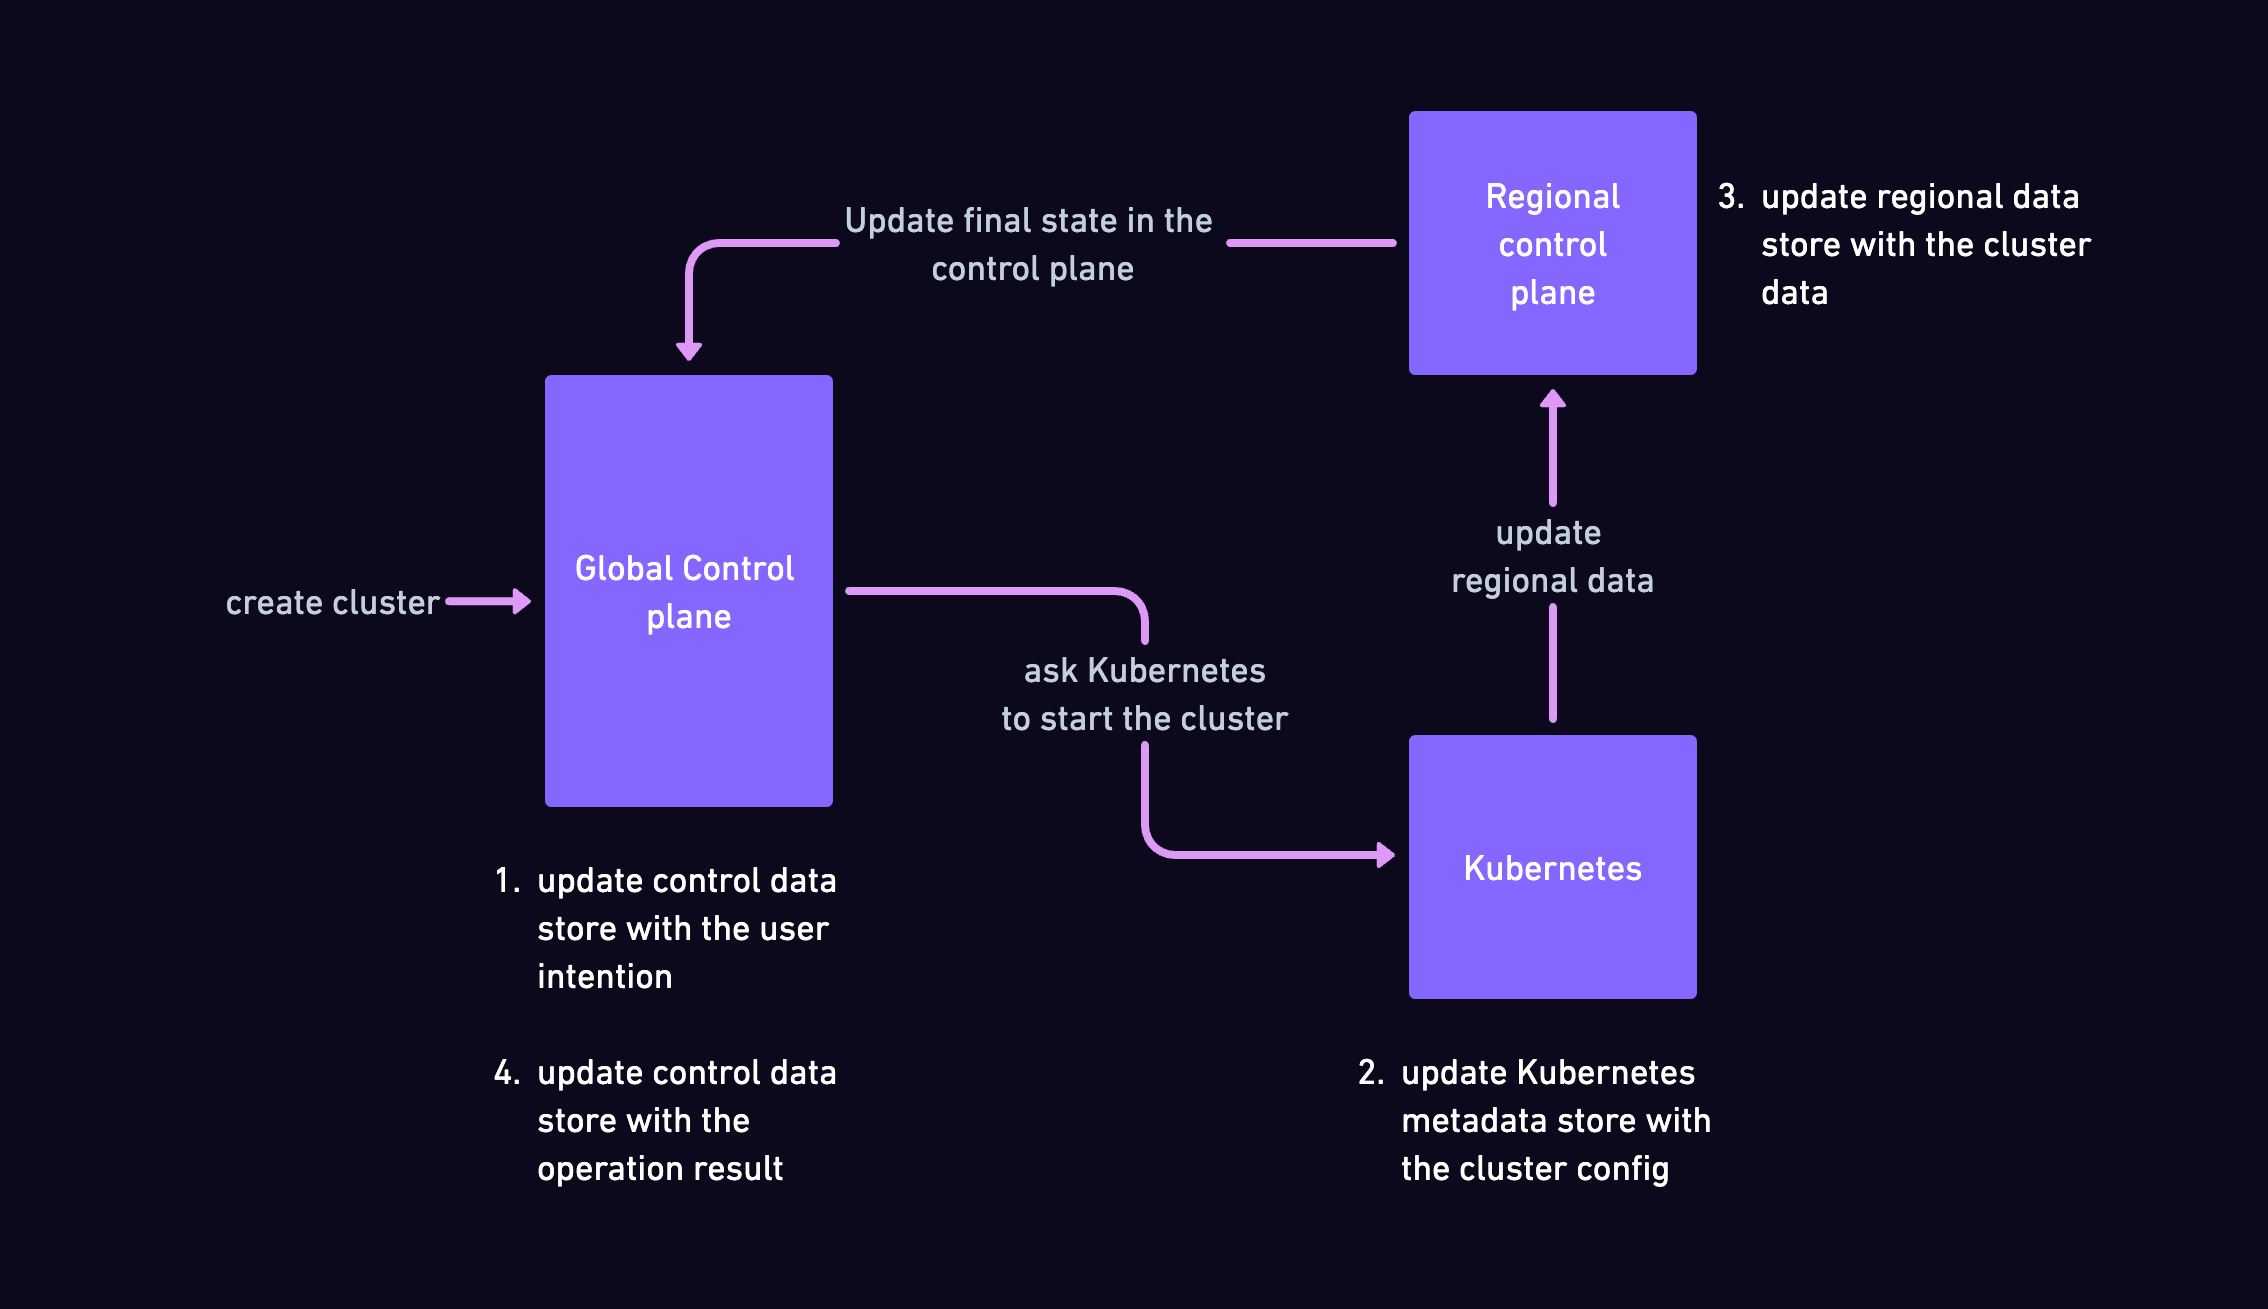 Regional
control
plane
3. update regional data
store with the cluster
data
Update final state in the
control plane
update
regional data
Global Control
plane
create cluster
ask Kubernetes
to start the cluster
Kubernetes
1. update control data
store with the user
intention
4. update control data
store with the
operation result
2. update Kubernetes
metadata store with
the cluster config